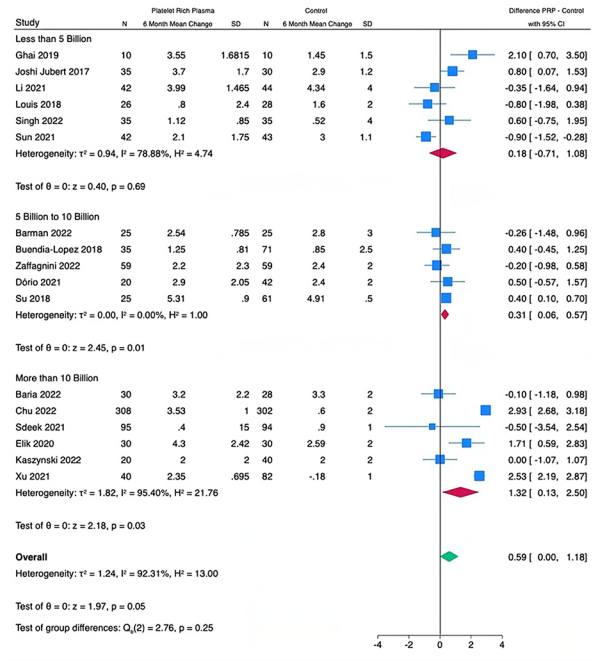 Platelet Rich Plasma Control Difference PRP - Control
Study N 6 Month Mean Change SD N 6 Month Mean Change SD with 95% CI
Less than 5 Billion
Ghai 2019 10 3.55 1.6815 10 1.45 1.5 2.10 [ 0.70, 3.50]
Joshi Jubert 2017 35 3.7 1.7 30 2.9 1.2 0.80 [ 0.07, 1.53]
Li 2021 42 3.99 1.465 44 4.34 4 -0.35 [ -1.64, 0.94]
Louis 2018 26 .8 2.4 28 1.6 2 -0.80 [ -1.98, 0.38]
Singh 2022 35 1.12 .85 35 .52 4 0.60 [ -0.75, 1.95]
Sun 2021 42 2.1 1.75 43 3 1.1 -0.90 [ -1.52, -0.28]
Heterogeneity: τ² = 0.94, I² = 78.88%, H² = 4.74 0.18 [ -0.71, 1.08]
Test of θ = 0: z = 0.40, p = 0.69
5 Billion to 10 Billion
Barman 2022 25 2.54 .785 25 2.8 3 -0.26 [ -1.48, 0.96]
Buendia-Lopez 2018 35 1.25 .81 71 .85 2.5 0.40 [ -0.45, 1.25]
Zaffagnini 2022 59 2.2 2.3 59 2.4 2 -0.20 [ -0.98, 0.58]
Dório 2021 20 2.9 2.05 42 2.4 2 0.50 [ -0.57, 1.57]
Su 2018 25 5.31 .9 61 4.91 .5 0.40 [ 0.10, 0.70]
Heterogeneity: τ² = 0.00, I² = 0.00%, H² = 1.00 0.31 [ 0.06, 0.57]
Test of θ = 0: z = 2.45, p = 0.01
More than 10 Billion
Baria 2022 30 3.2 2.2 28 3.3 2 -0.10 [ -1.18, 0.98]
Chu 2022 308 3.53 1 302 .6 2 2.93 [ 2.68, 3.18]
Sdeek 2021 95 .4 15 94 .9 1 -0.50 [ -3.54, 2.54]
Elik 2020 30 4.3 2.42 30 2.59 2 1.71 [ 0.59, 2.83]
Kaszynski 2022 20 2 2 40 2 2 0.00 [ -1.07, 1.07]
Xu 2021 40 2.35 .695 82 -.18 1 2.53 [ 2.19, 2.87]
Heterogeneity: τ² = 1.82, I² = 95.40%, H² = 21.76 1.32 [ 0.13, 2.50]
Test of θ = 0: z = 2.18, p = 0.03
Overall 0.59 [ 0.00, 1.18]
Heterogeneity: τ² = 1.24, I² = 92.31%, H² = 13.00
Test of θ = 0: z = 1.97, p = 0.05
Test of group differences: Qb(2) = 2.76, p = 0.25
-4 -2 0 2 4